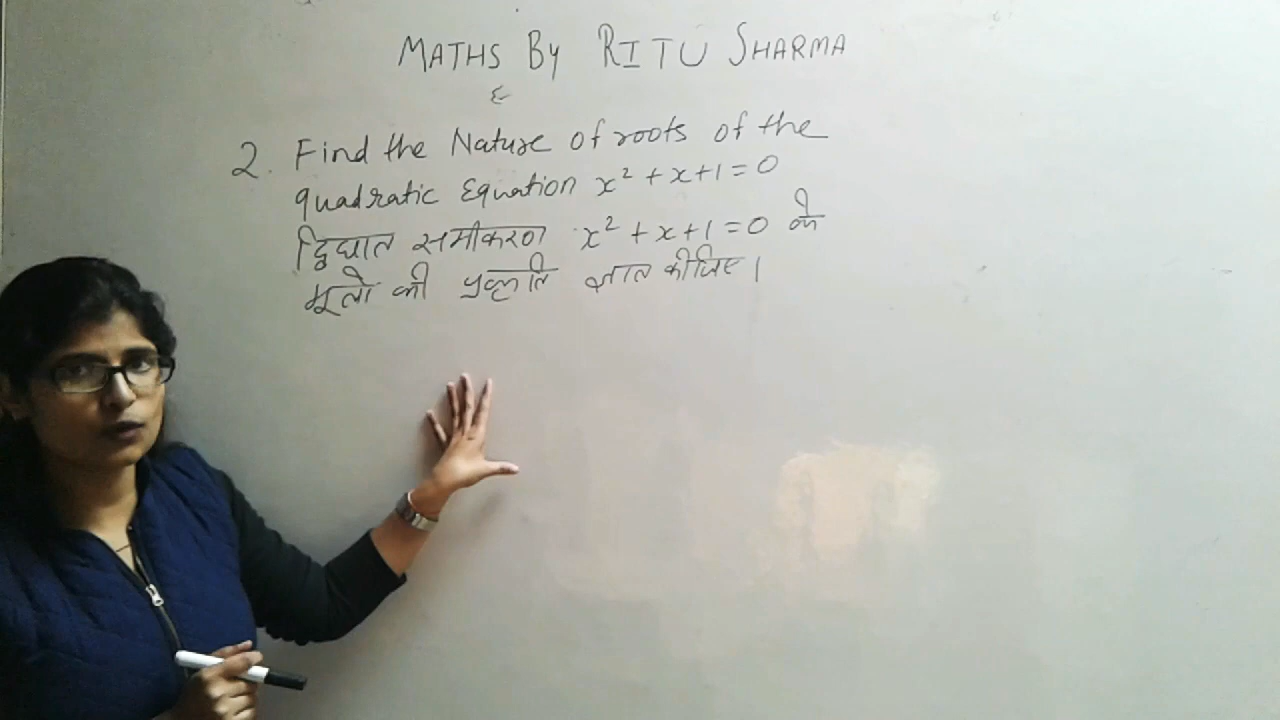 MATHS BY RITU SHARMA
2. Find the Nature of roots of the
quadratic Equation x² + x + 1 = 0
द्विघात समीकरण x² + x + 1 = 0 के
मूलो की प्रकृति ज्ञात कीजिए।